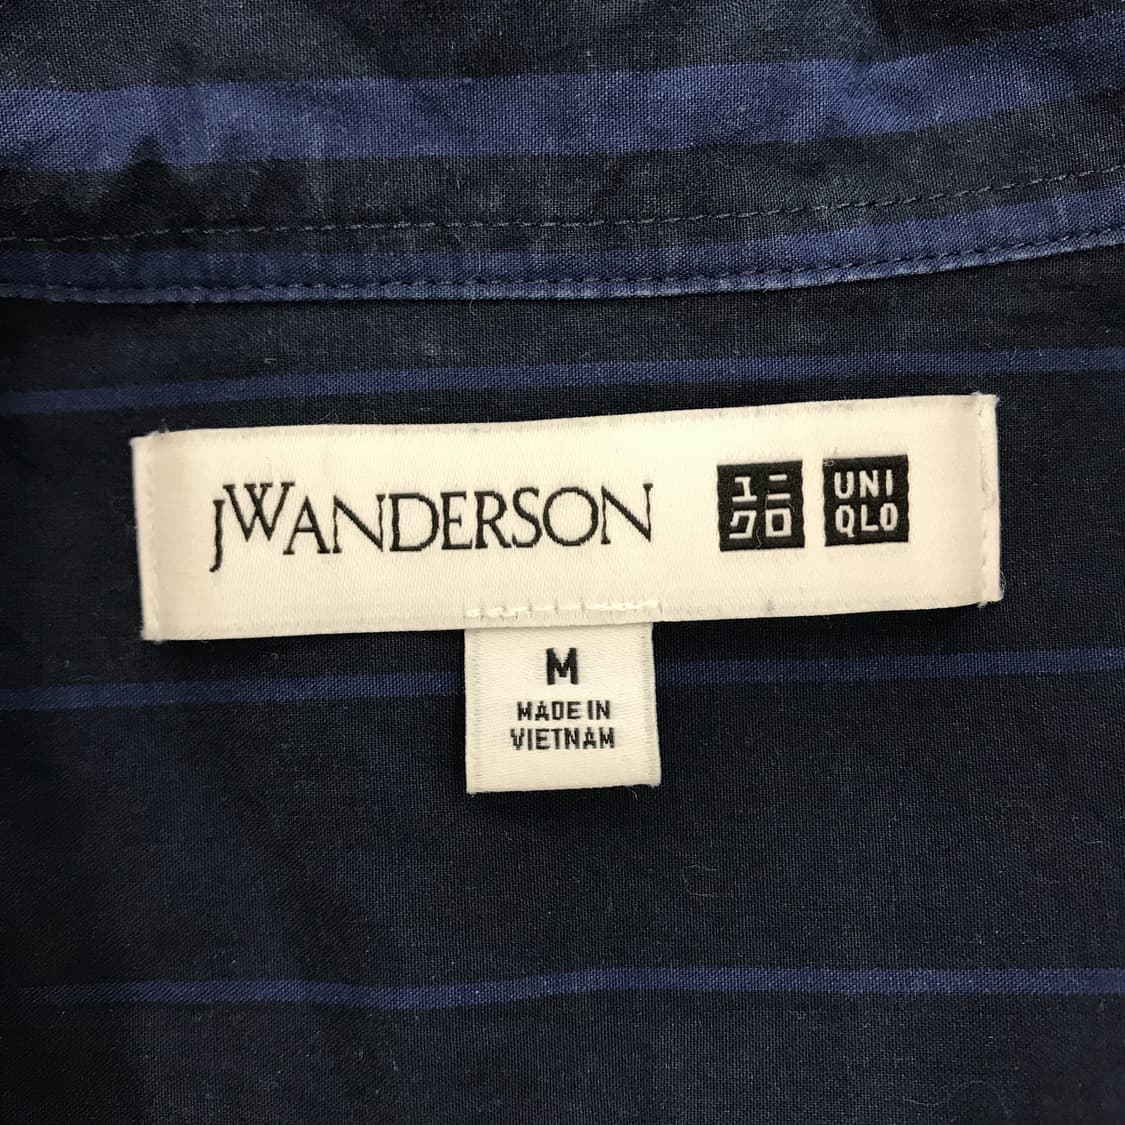 JWANDERSON
ユニ
クロ
UNI
QLO
M
MADE IN
VIETNAM